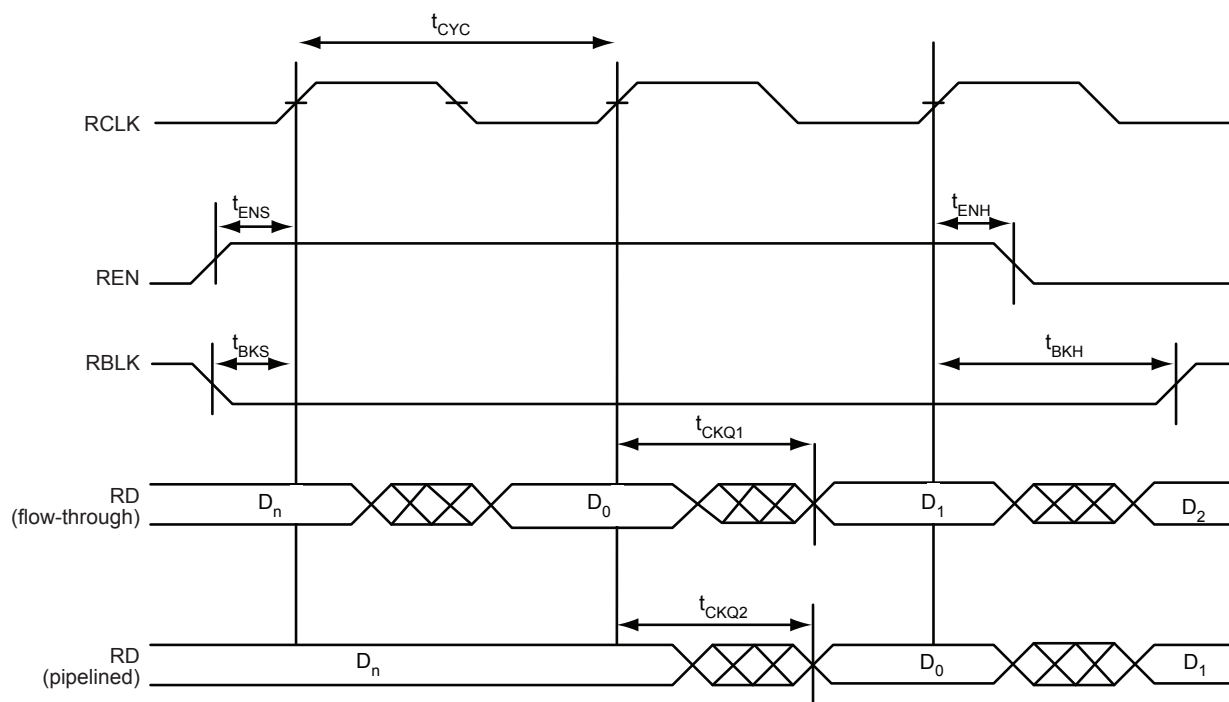 tCYC
RCLK
tENS
tENH
REN
tBKS
tBKH
RBLK
tCKQ1
RD
(flow-through)
Dn
D0
D1
D2
tCKQ2
RD
(pipelined)
Dn
D0
D1